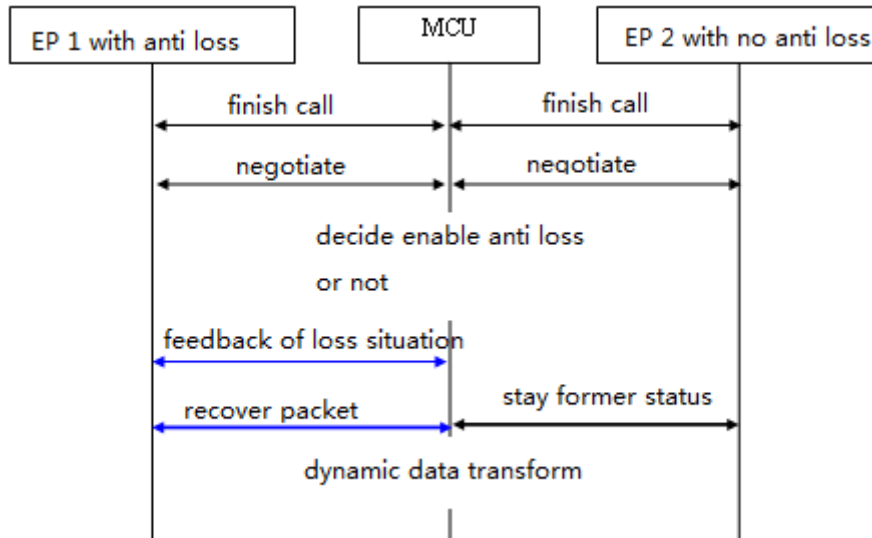 EP 1 with anti loss
MCU
EP 2 with no anti loss
finish call
finish call
negotiate
negotiate
decide enable anti loss
or not
feedback of loss situation
recover packet
stay former status
dynamic data transform